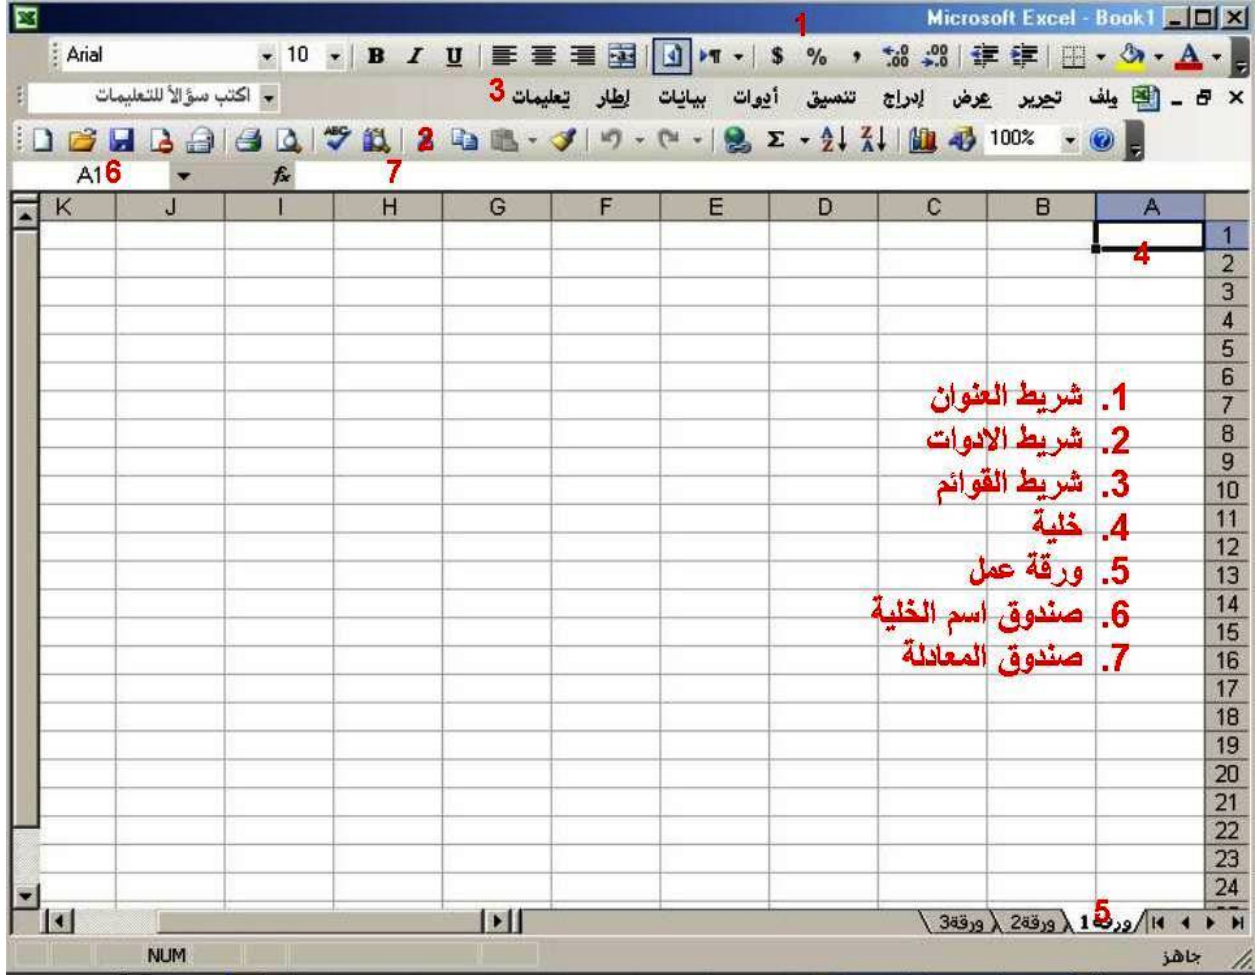 Microsoft Excel - Book1 1
Arial 10 B I U $ % ,
ملف تحرير عرض إدراج تنسيق أدوات بيانات إطار تعليمات 3 اكتب سؤالاً للتعليمات
2 Σ 100%
A1 6 fx 7
A B C D E F G H I J K
1
4
2
3
4
5
6
1. شريط العنوان
7
2. شريط الادوات
8
9
3. شريط القوائم
10
4. خلية
11
12
5. ورقة عمل
13
6. صندوق اسم الخلية
14
15
7. صندوق المعادلة
16
17
18
19
20
21
22
23
24
ورقة1 5 ورقة2 ورقة3
جاهز NUM